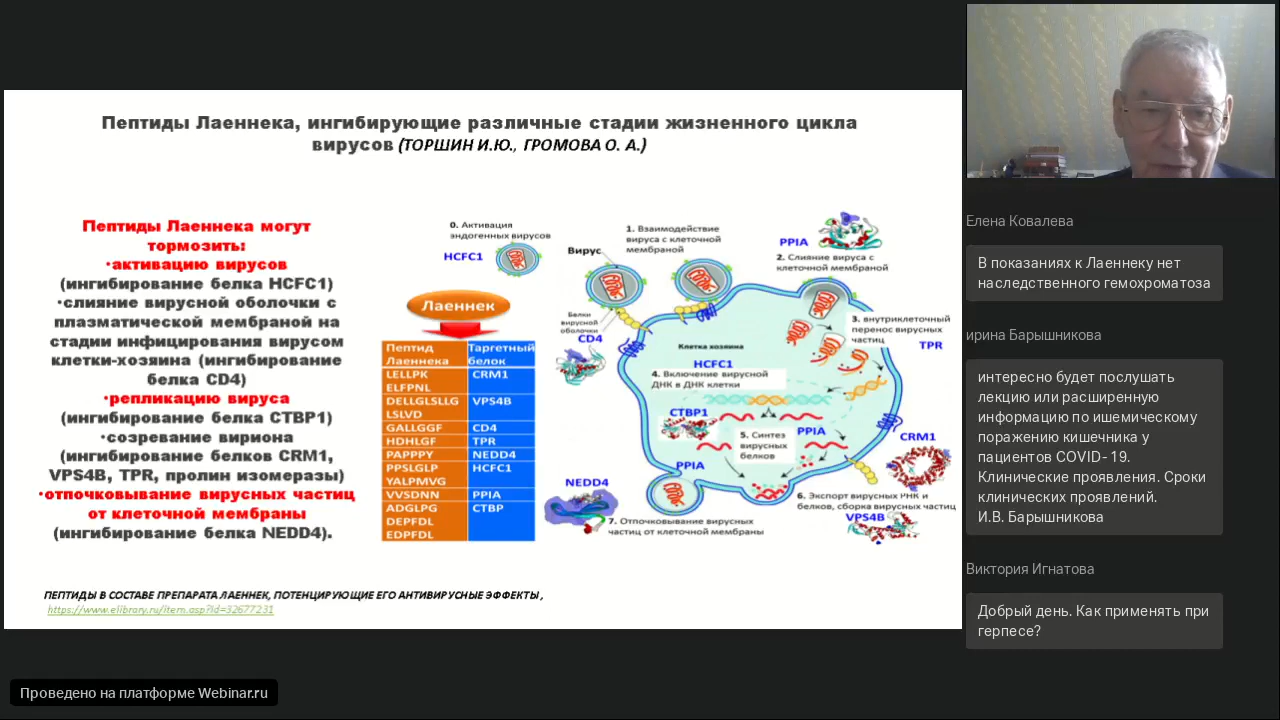 Пептиды Лаеннека, ингибирующие различные стадии жизненного цикла
вирусов (ТОРШИН И.Ю., ГРОМОВА О. А.)
Пептиды Лаеннека могут
тормозить:
•активацию вирусов
(ингибирование белка HCFC1)
•слияние вирусной оболочки с
плазматической мембраной на
стадии инфицирования вирусом
клетки-хозяина (ингибирование
белка CD4)
•репликацию вируса
(ингибирование белка CTBP1)
•созревание вириона
(ингибирование белков CRM1,
VPS4B, TPR, пролин изомеразы)
•отпочковывание вирусных частиц
от клеточной мембраны
(ингибирование белка NEDD4).
0. Активация
эндогенных вирусов
HCFC1
Лаеннек
Пептид Таргетный
Лаеннека белок
LELLPK CRM1
ELFPNL
DELLGLSLLG VPS4B
LSLVD
GALLGGF CD4
HDHLGF TPR
PAPPPY NEDD4
PPSLGLP HCFC1
YALPMVG
VVSDNN PPIA
ADGLPG CTBP
DEPFDL
EDPFDL
Вирус
1. Взаимодействие
вируса с клеточной
мембраной
PPIA
2. Слияние вируса с
клеточной мембраной
Белки
вирусной
оболочки
CD4
3. внутриклеточный
перенос вирусных
частиц
TPR
Клетка хозяина
HCFC1
4. Включение вирусной
ДНК в ДНК клетки
CTBP1
5. Синтез
вирусных
белков
PPIA
CRM1
PPIA
NEDD4
6. Экспорт вирусных РНК и
белков, сборка вирусных частиц
VPS4B
7. Отпочковывание вирусных
частиц от клеточной мембраны
ПЕПТИДЫ В СОСТАВЕ ПРЕПАРАТА ЛАЕННЕК, ПОТЕНЦИРУЮЩИЕ ЕГО АНТИВИРУСНЫЕ ЭФФЕКТЫ ,
https://www.elibrary.ru/item.asp?id=32677231
Проведено на платформе Webinar.ru
Елена Ковалева
В показаниях к Лаеннеку нет
наследственного гемохроматоза
ирина Барышникова
интересно будет послушать
лекцию или расширенную
информацию по ишемическому
поражению кишечника у
пациентов COVID- 19.
Клинические проявления. Сроки
клинических проявлений.
И.В. Барышникова
Виктория Игнатова
Добрый день. Как применять при
герпесе?